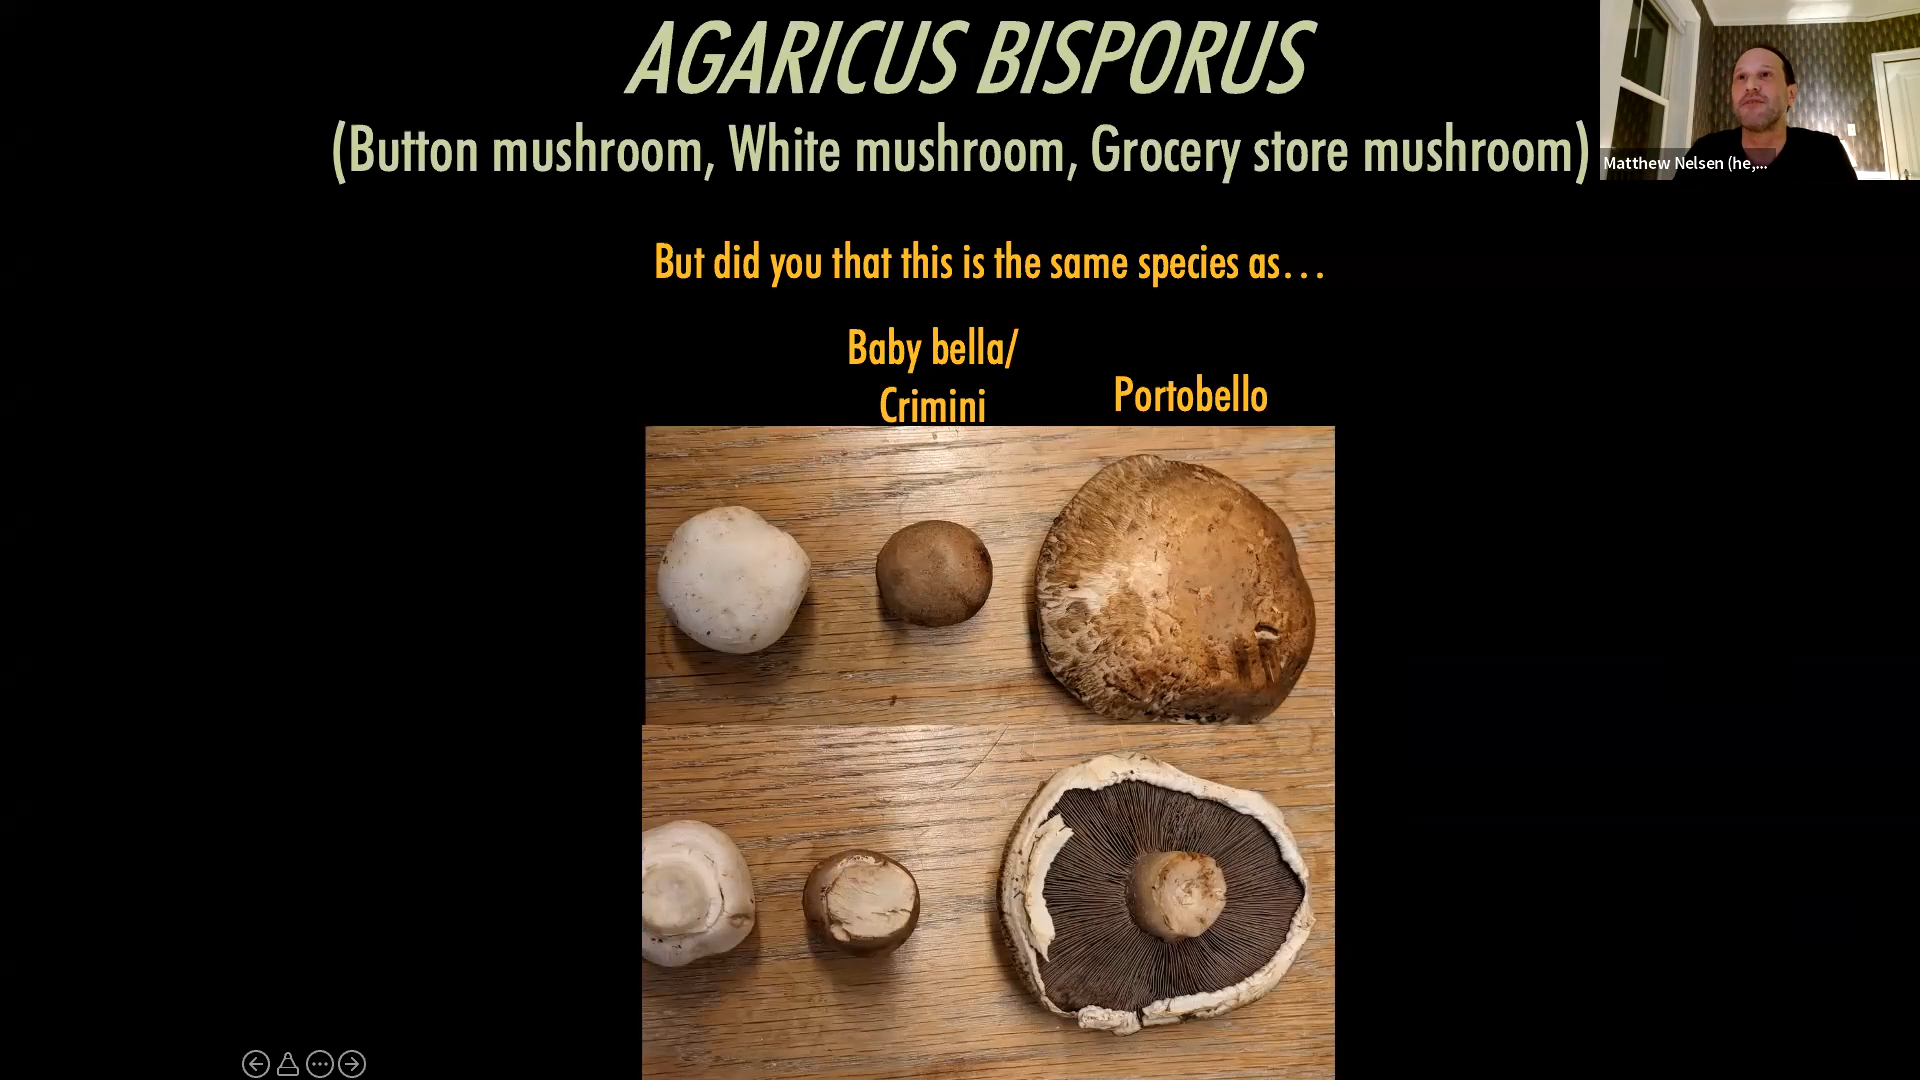 AGARICUS BISPORUS
(Button mushroom, White mushroom, Grocery store mushroom)
Matthew Nelsen (he,...
But did you that this is the same species as...
Baby bella/
Crimini
Portobello